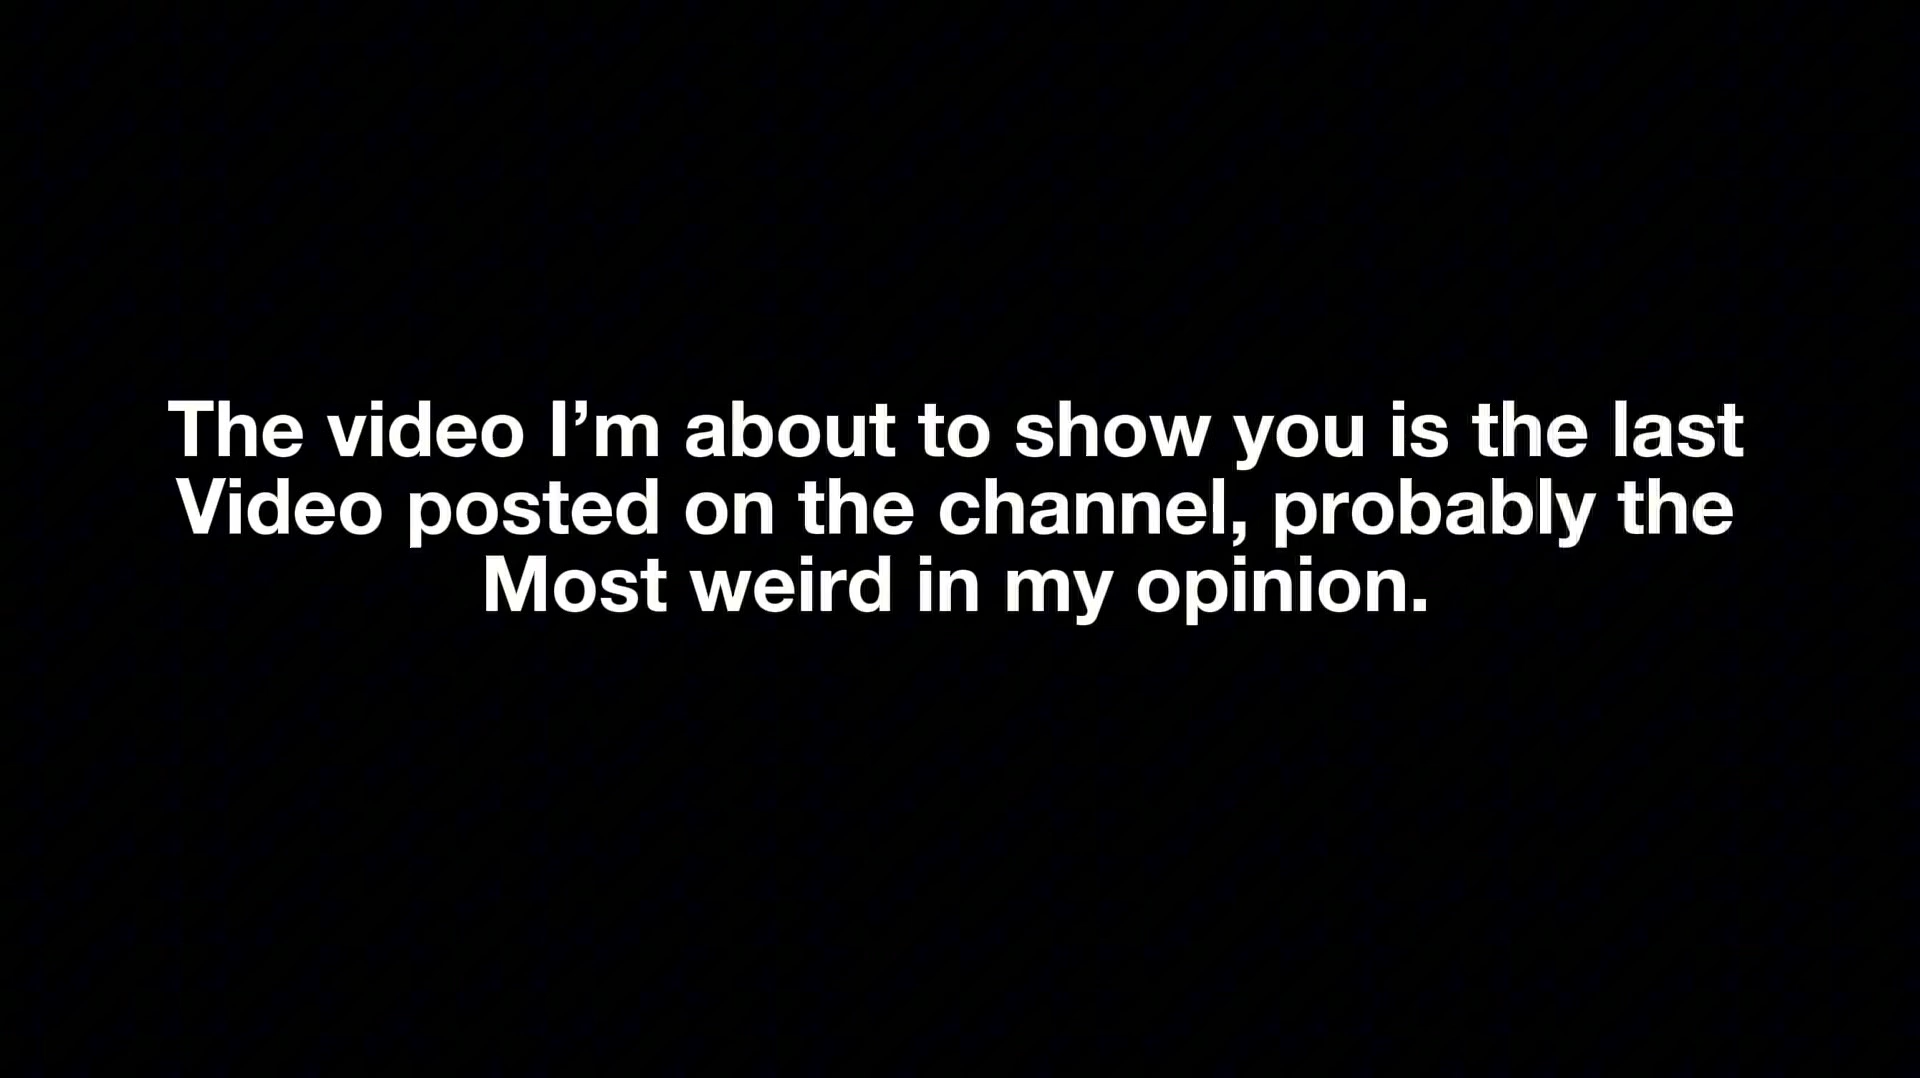 The video I’m about to show you is the last
Video posted on the channel, probably the
Most weird in my opinion.